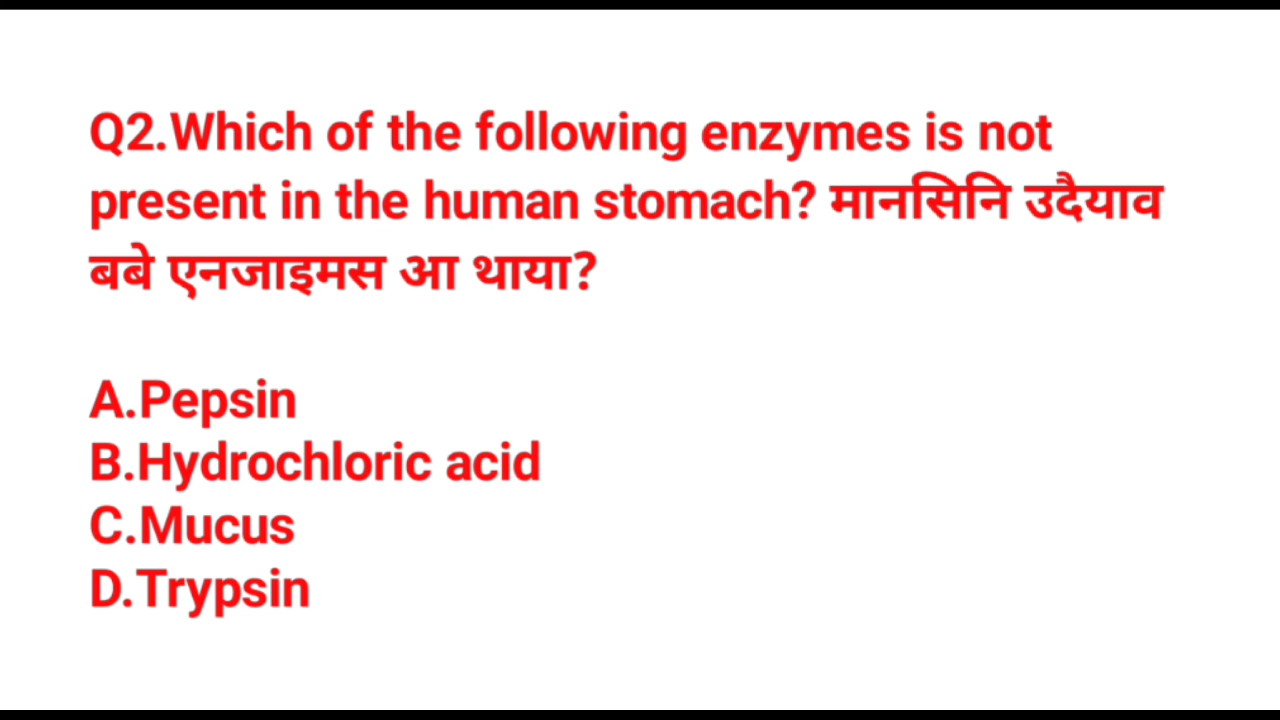 Q2.Which of the following enzymes is not
present in the human stomach? मानसिनि उदैयाव
बबे एनजाइमस आ थाया?
A.Pepsin
B.Hydrochloric acid
C.Mucus
D.Trypsin